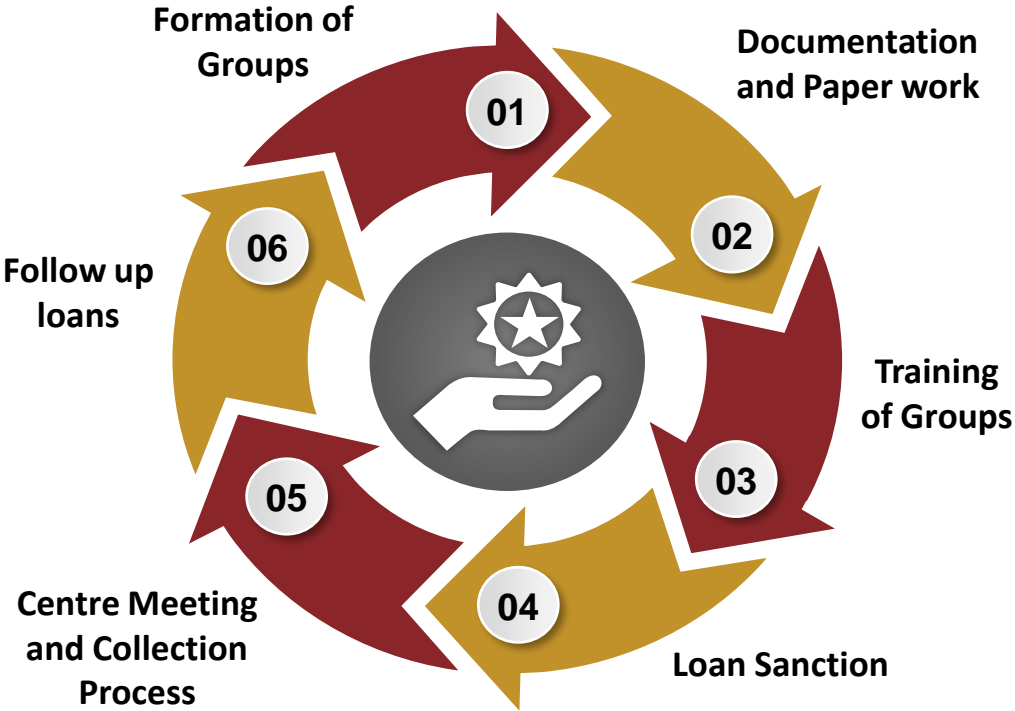 Formation of
Groups
01
Documentation
and Paper work
02
Training
of Groups
03
Loan Sanction
04
Centre Meeting
and Collection
Process
05
Follow up
loans
06